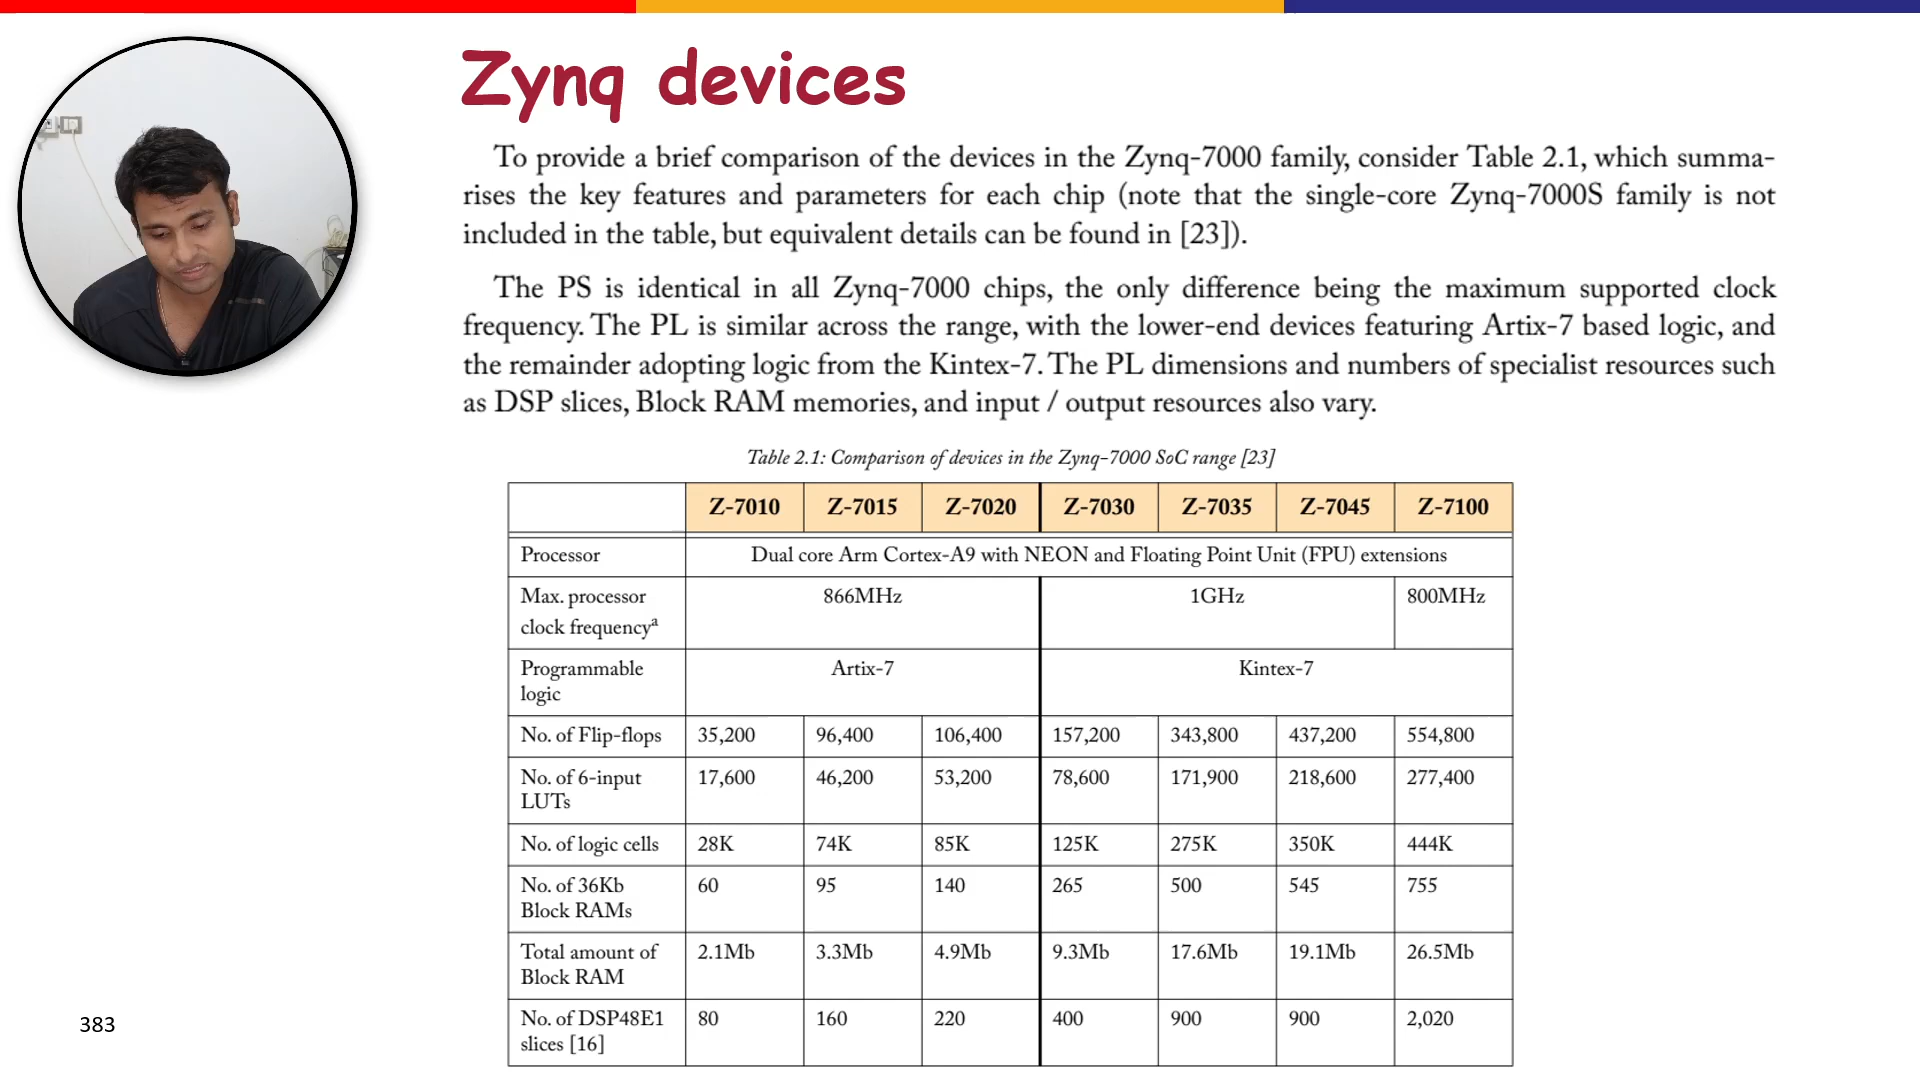 Zynq devices
To provide a brief comparison of the devices in the Zynq-7000 family, consider Table 2.1, which summa-
rises the key features and parameters for each chip (note that the single-core Zynq-7000S family is not
included in the table, but equivalent details can be found in [23]).
The PS is identical in all Zynq-7000 chips, the only difference being the maximum supported clock
frequency. The PL is similar across the range, with the lower-end devices featuring Artix-7 based logic, and
the remainder adopting logic from the Kintex-7. The PL dimensions and numbers of specialist resources such
as DSP slices, Block RAM memories, and input / output resources also vary.
Table 2.1: Comparison of devices in the Zynq-7000 SoC range [23]
Z-7010 Z-7015 Z-7020 Z-7030 Z-7035 Z-7045 Z-7100
Processor Dual core Arm Cortex-A9 with NEON and Floating Point Unit (FPU) extensions
Max. processor 866MHz 1GHz 800MHz
clock frequencyᵃ
Programmable Artix-7 Kintex-7
logic
No. of Flip-flops 35,200 96,400 106,400 157,200 343,800 437,200 554,800
No. of 6-input 17,600 46,200 53,200 78,600 171,900 218,600 277,400
LUTs
No. of logic cells 28K 74K 85K 125K 275K 350K 444K
No. of 36Kb 60 95 140 265 500 545 755
Block RAMs
Total amount of 2.1Mb 3.3Mb 4.9Mb 9.3Mb 17.6Mb 19.1Mb 26.5Mb
Block RAM
No. of DSP48E1 80 160 220 400 900 900 2,020
slices [16]
383